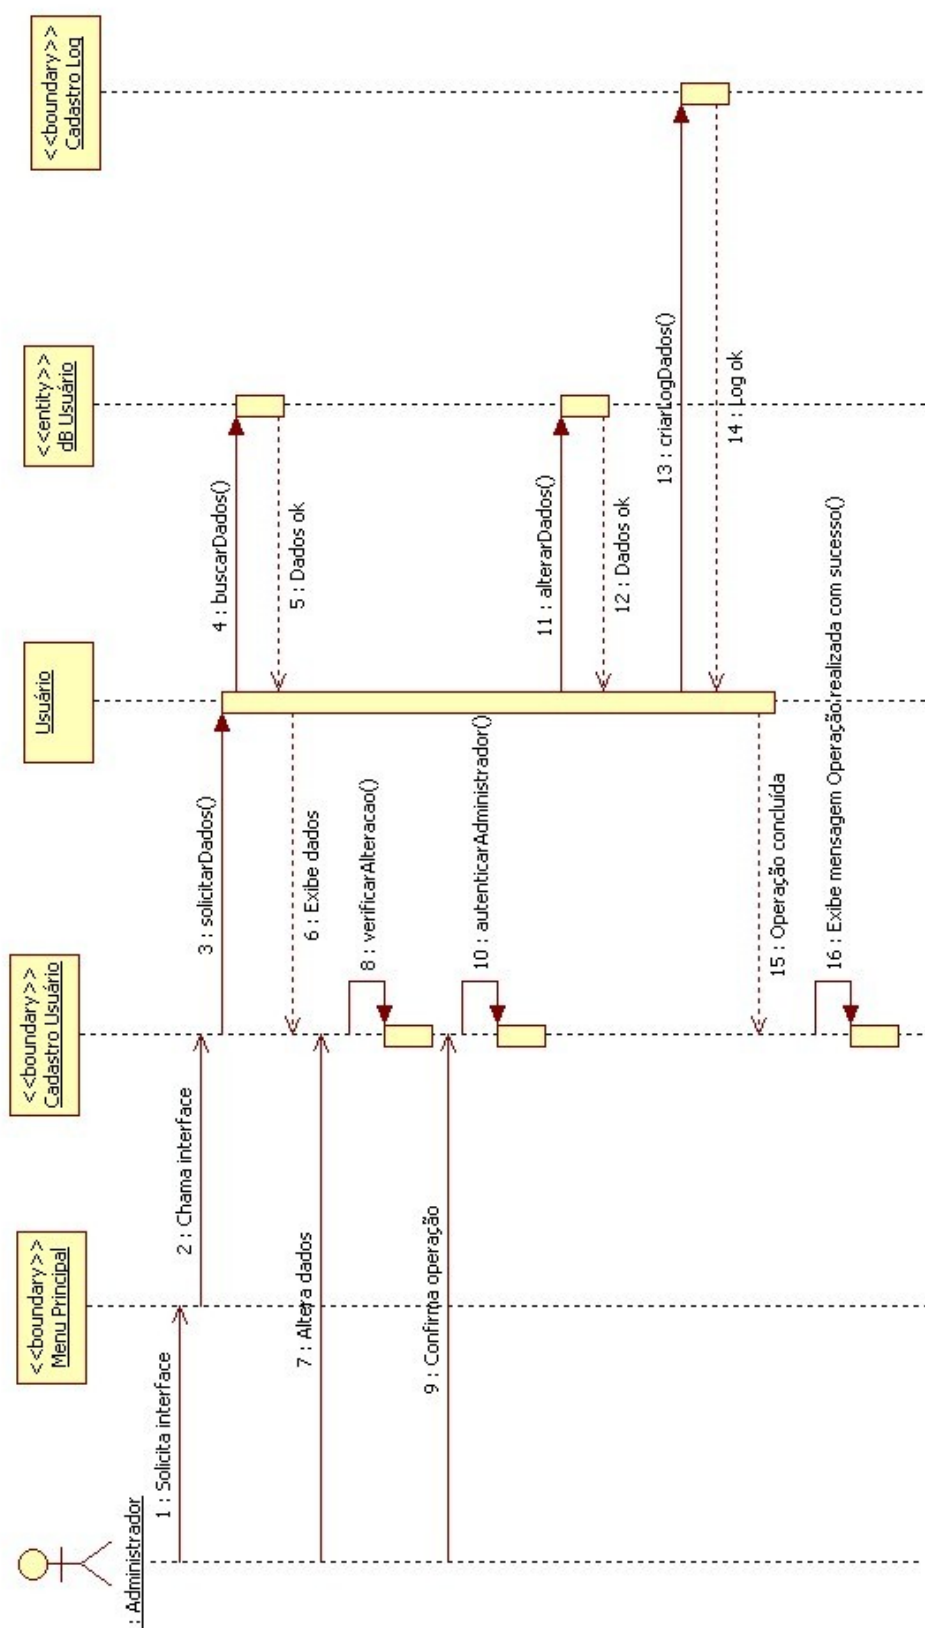 : Administrador
<<boundary>>
Menu Principal
<<boundary>>
Cadastro Usuário
Usuário
<<entity>>
dB Usuário
<<boundary>>
Cadastro Log
1 : Solicita interface
2 : Chama interface
3 : solicitarDados()
4 : buscarDados()
5 : Dados ok
6 : Exibe dados
7 : Altera dados
8 : verificarAlteracao()
9 : Confirma operação
10 : autenticarAdministrador()
11 : alterarDados()
12 : Dados ok
13 : criarLogDados()
14 : Log ok
15 : Operação concluída
16 : Exibe mensagem Operação realizada com sucesso()